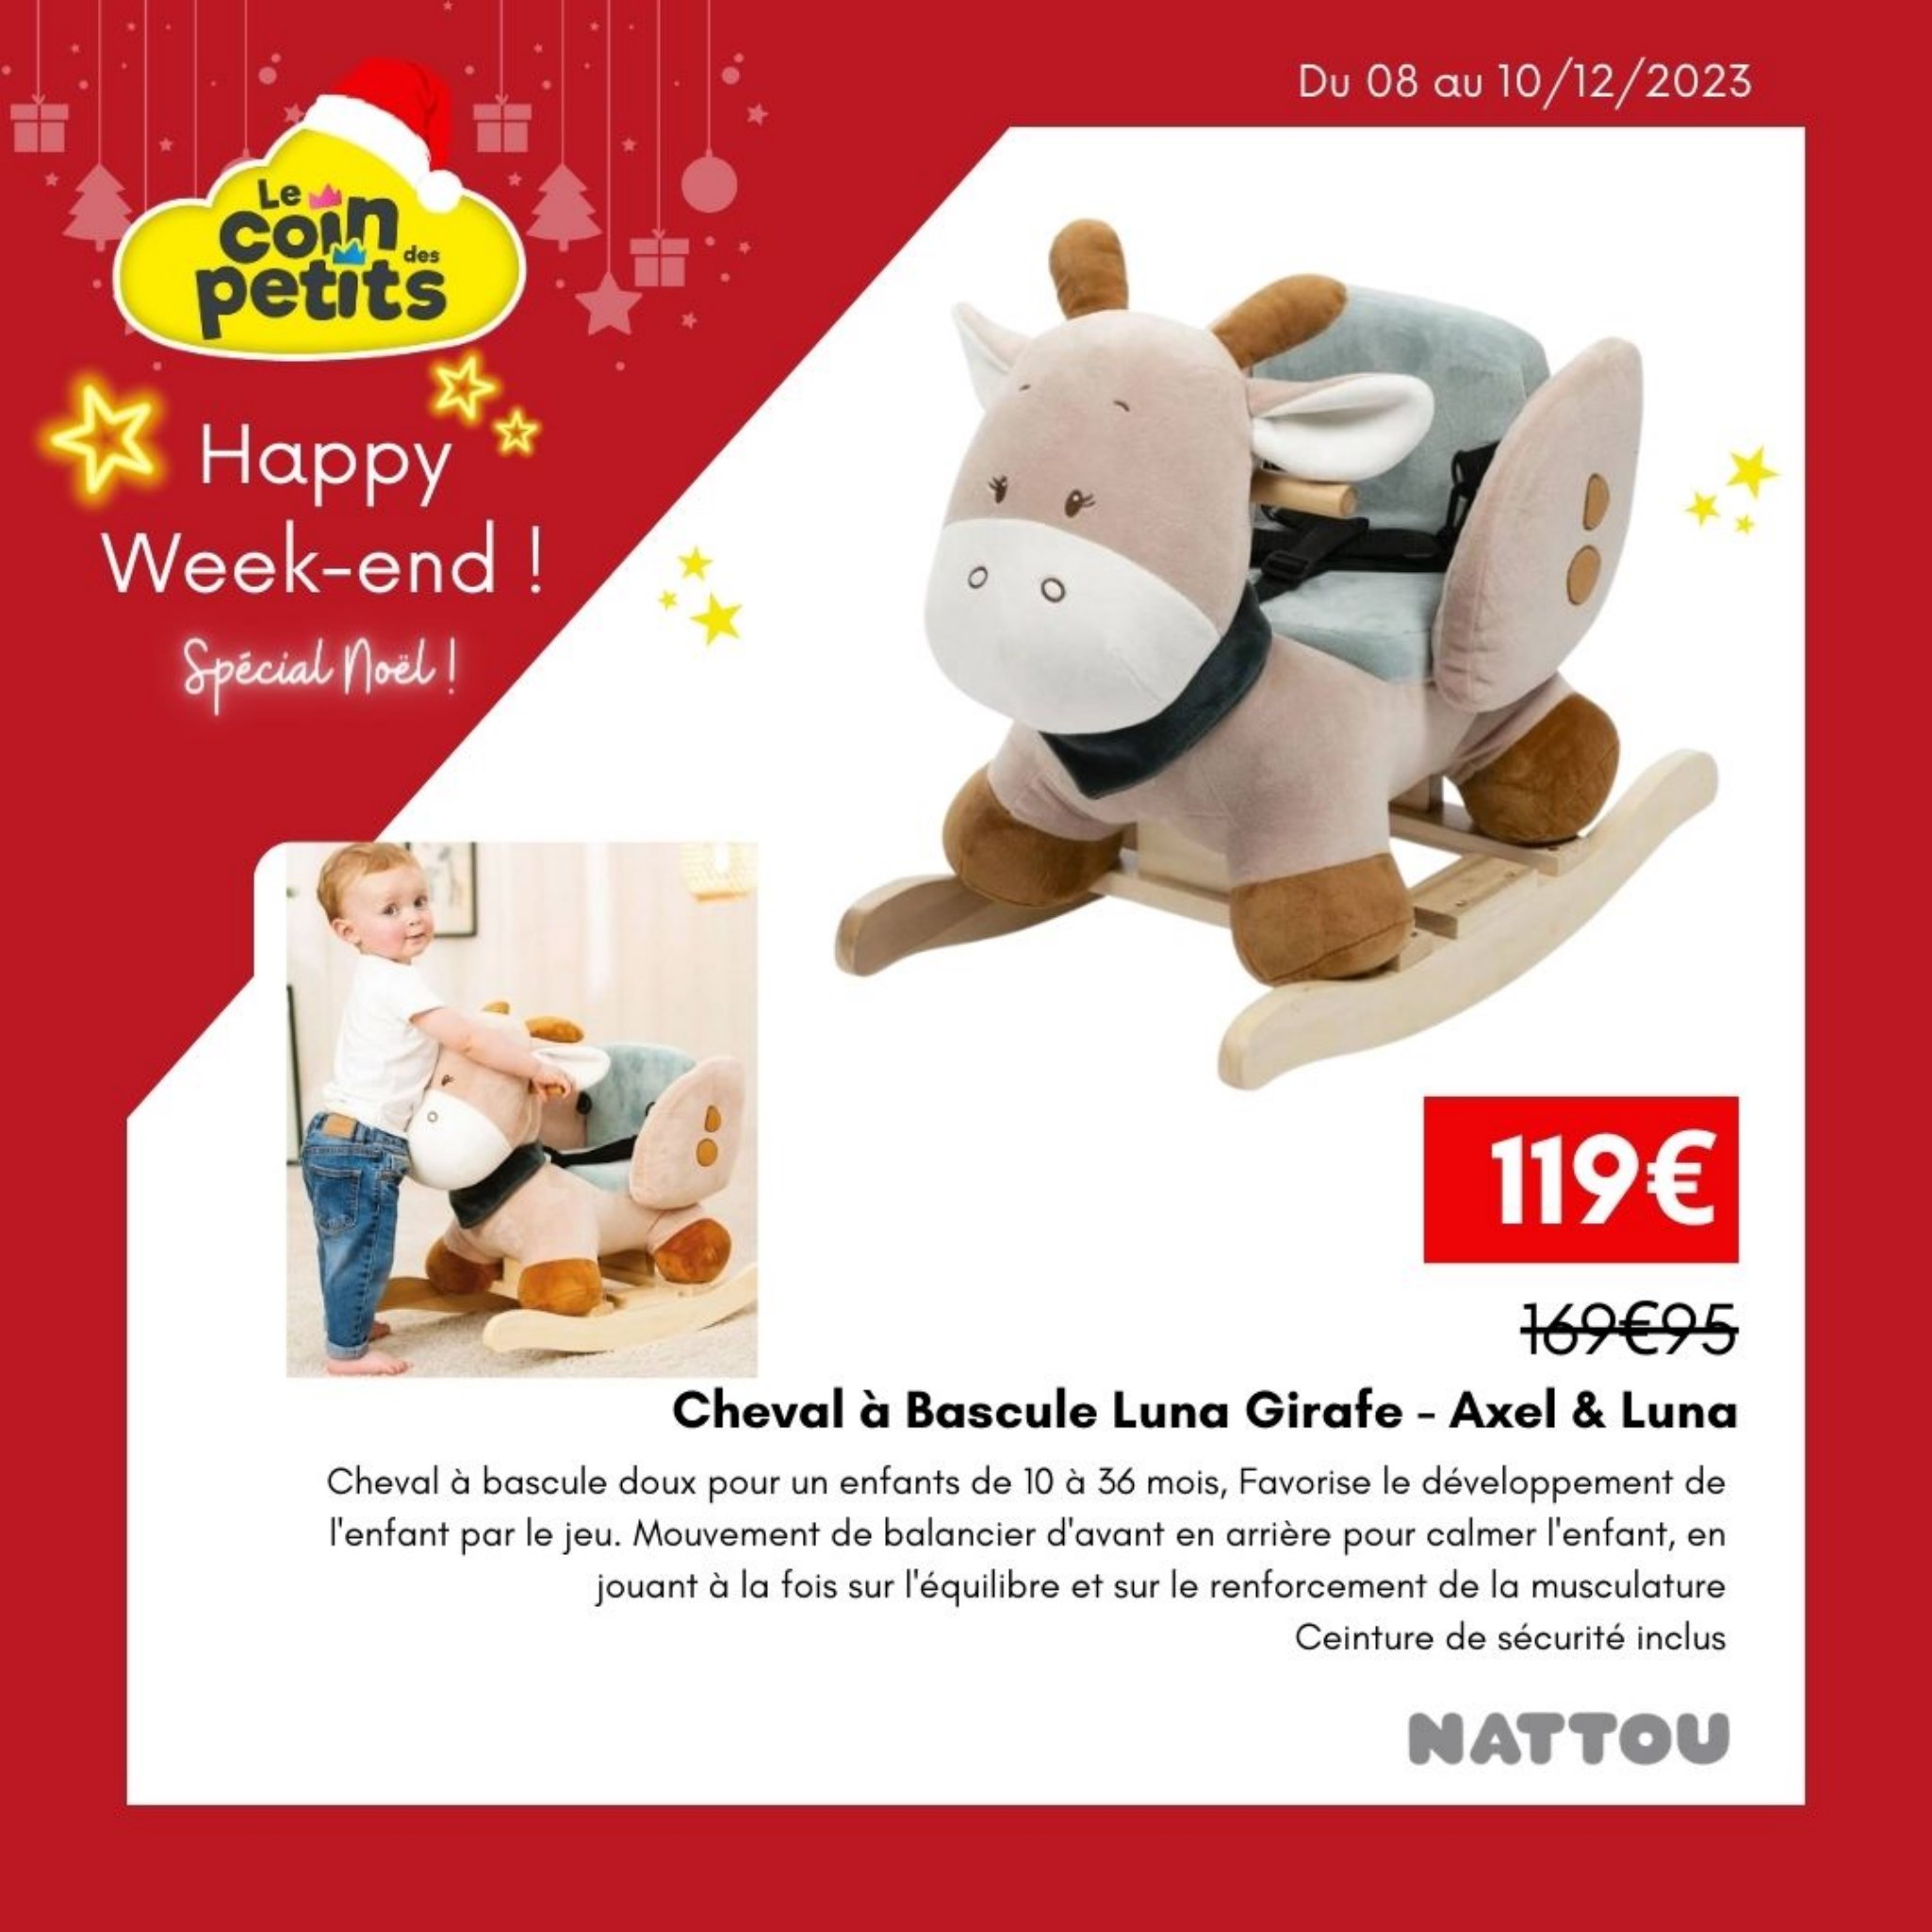 Du 08 au 10/12/2023
Le
coin
des
petits
Happy
Week-end !
Spécial Noël !
119€
169€95
Cheval à Bascule Luna Girafe - Axel & Luna
Cheval à bascule doux pour un enfants de 10 à 36 mois, Favorise le développement de
l'enfant par le jeu. Mouvement de balancier d'avant en arrière pour calmer l'enfant, en
jouant à la fois sur l'équilibre et sur le renforcement de la musculature
Ceinture de sécurité inclus
NATTOU